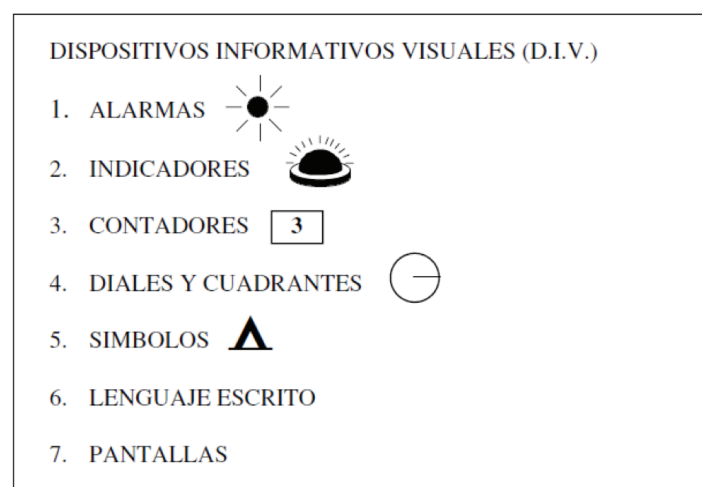 DISPOSITIVOS INFORMATIVOS VISUALES (D.I.V.)
1. ALARMAS
2. INDICADORES
3. CONTADORES 3
4. DIALES Y CUADRANTES
5. SIMBOLOS
6. LENGUAJE ESCRITO
7. PANTALLAS